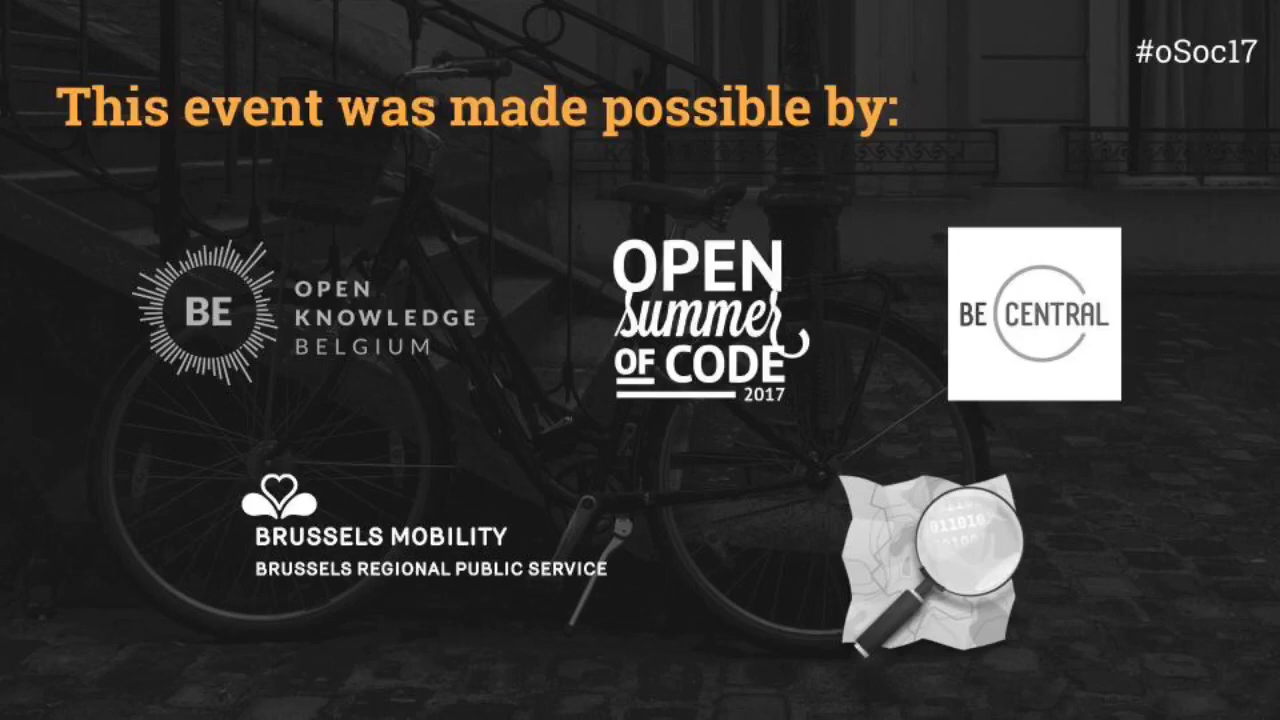 #oSoc17
This event was made possible by:
BE
OPEN
KNOWLEDGE
BELGIUM
OPEN
summer
OF CODE
2017
BE CENTRAL
BRUSSELS MOBILITY
BRUSSELS REGIONAL PUBLIC SERVICE
011010